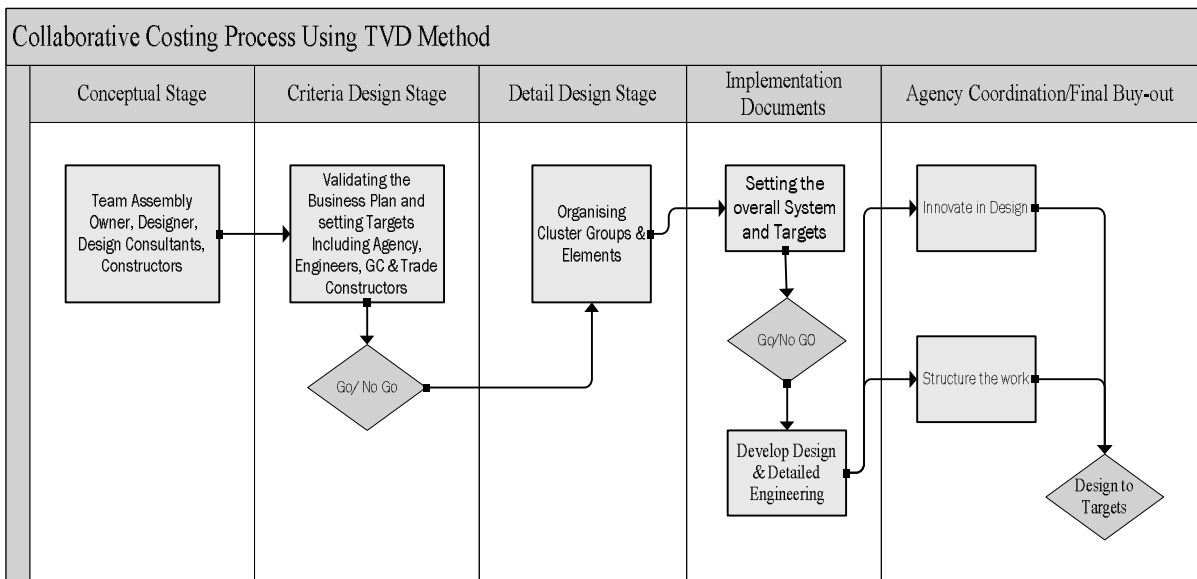 Collaborative Costing Process Using TVD Method
Conceptual Stage
Criteria Design Stage
Detail Design Stage
Implementation
Documents
Agency Coordination/Final Buy-out
Team Assembly
Owner, Designer,
Design Consultants,
Constructors
Validating the
Business Plan and
setting Targets
Including Agency,
Engineers, GC & Trade
Constructors
Go/ No Go
Organising
Cluster Groups &
Elements
Setting the
overall System
and Targets
Go/No GO
Develop Design
& Detailed
Engineering
Innovate in Design
Structure the work
Design to
Targets